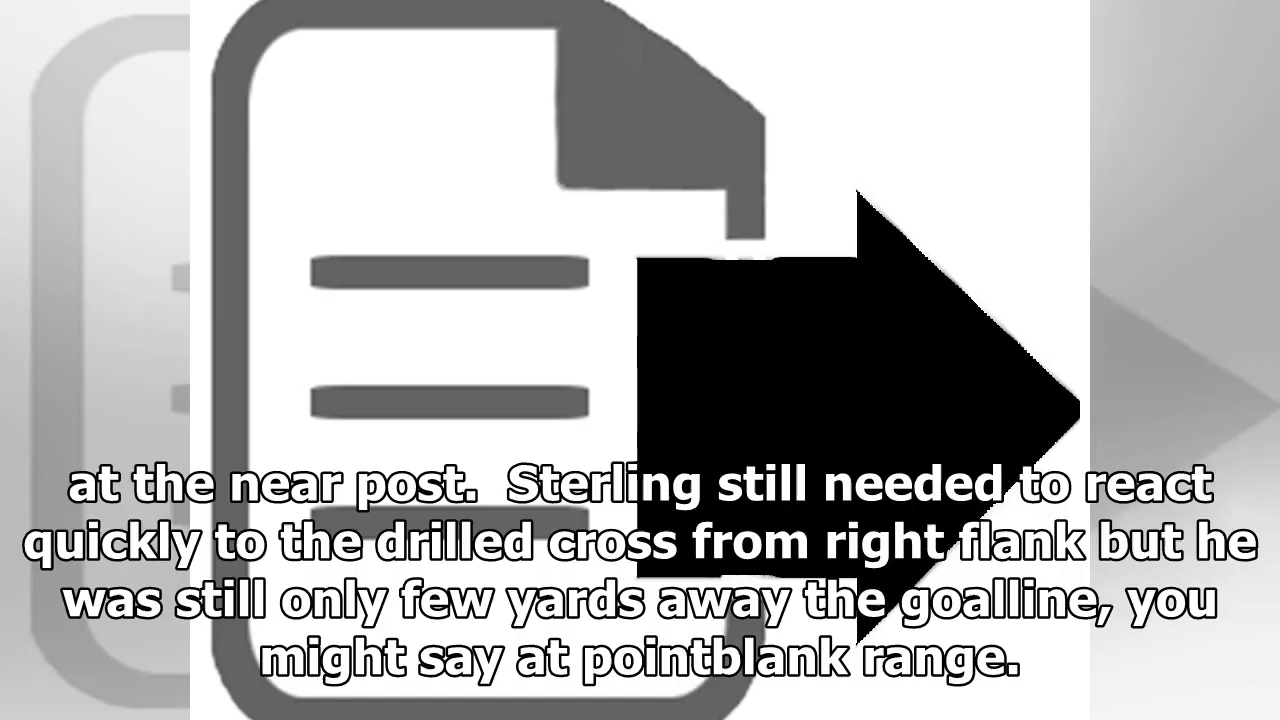 at the near post.  Sterling still needed to react
quickly to the drilled cross from right flank but he
was still only few yards away the goalline, you
might say at pointblank range.